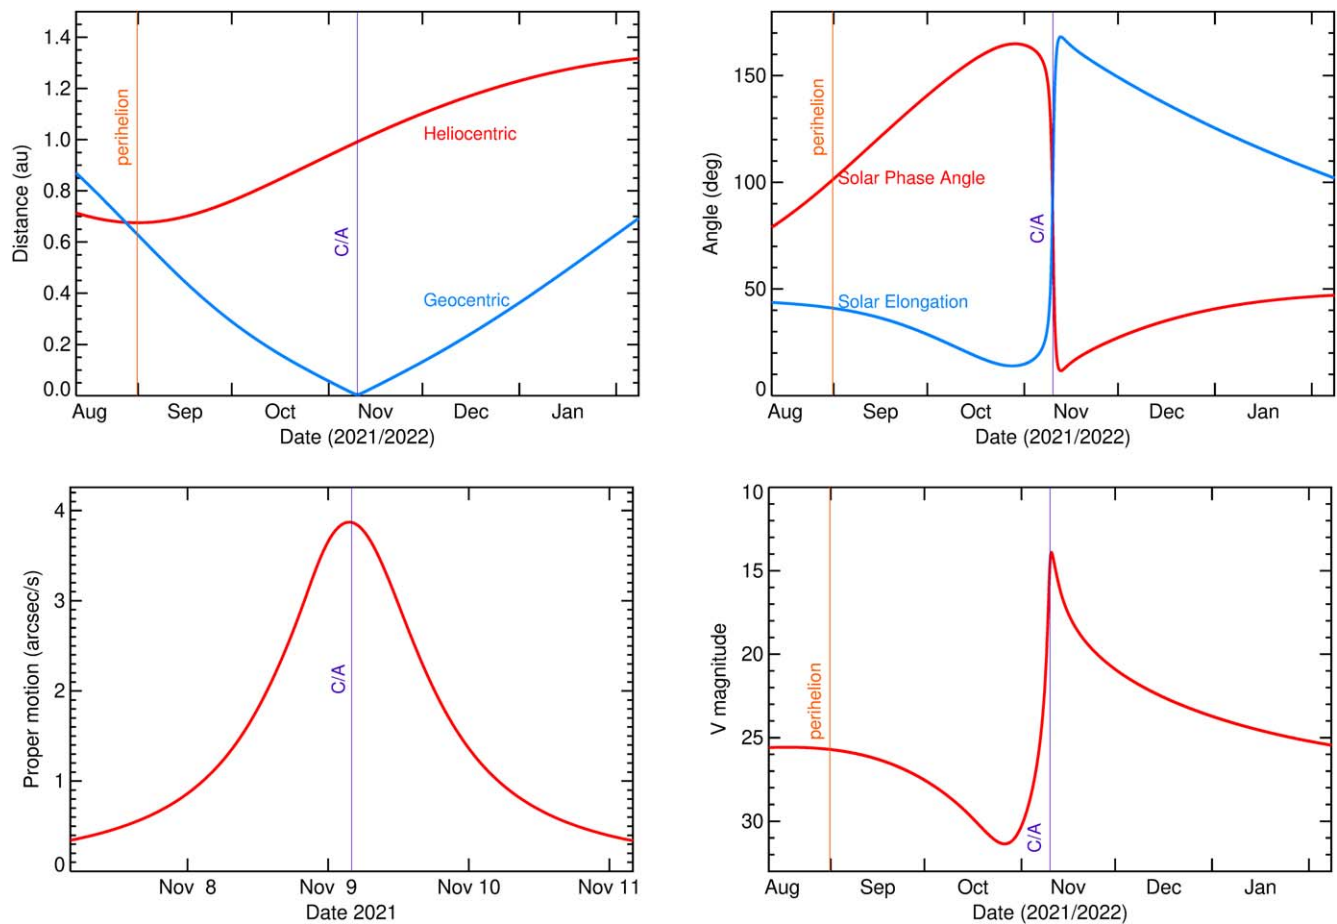 1.4
1.2
1.0
0.8
0.6
0.4
0.2
0.0
Distance (au)
perihelion
C/A
Heliocentric
Geocentric
Aug Sep Oct Nov Dec Jan
Date (2021/2022)
150
100
50
0
Angle (deg)
perihelion
Solar Phase Angle
C/A
Solar Elongation
Aug Sep Oct Nov Dec Jan
Date (2021/2022)
4
3
2
1
0
Proper motion (arcsec/s)
C/A
Nov 8 Nov 9 Nov 10 Nov 11
Date 2021
10
15
20
25
30
V magnitude
perihelion
C/A
Aug Sep Oct Nov Dec Jan
Date (2021/2022)